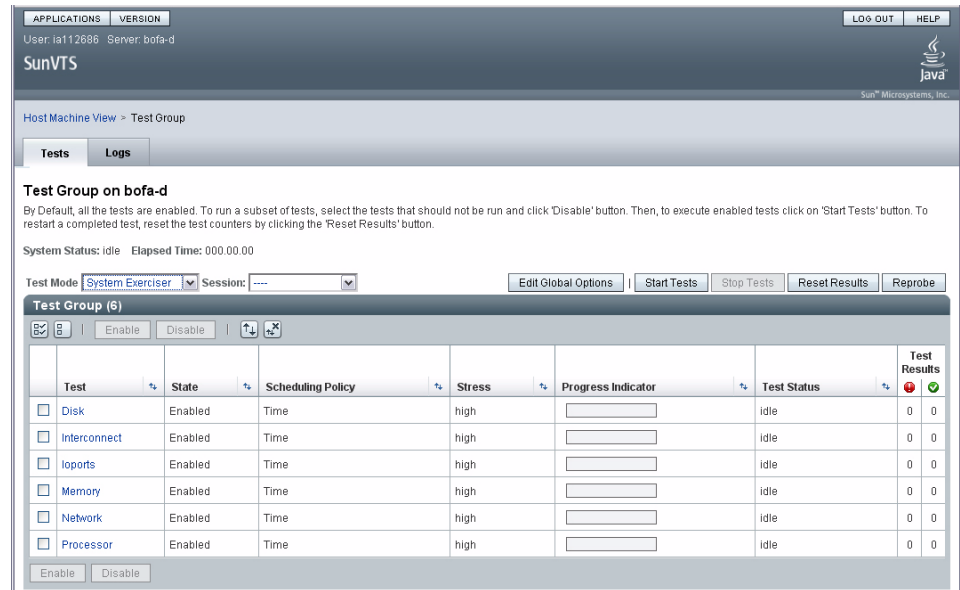 APPLICATIONS VERSION LOG OUT HELP
User: ia112686 Server: bofa-d
SunVTS
Java™
Sun™ Microsystems, Inc.
Host Machine View > Test Group
Tests Logs
Test Group on bofa-d
By Default, all the tests are enabled. To run a subset of tests, select the tests that should not be run and click 'Disable' button. Then, to execute enabled tests click on 'Start Tests' button. To
restart a completed test, reset the test counters by clicking the 'Reset Results' button.
System Status: idle Elapsed Time: 000.00.00
Test Mode System Exerciser Session: ---- Edit Global Options | Start Tests Stop Tests Reset Results Reprobe
Test Group (6)
| Enable Disable |
Test Results
Test State Scheduling Policy Stress Progress Indicator Test Status
Disk Enabled Time high idle 0 0
Interconnect Enabled Time high idle 0 0
Ioports Enabled Time high idle 0 0
Memory Enabled Time high idle 0 0
Network Enabled Time high idle 0 0
Processor Enabled Time high idle 0 0
Enable Disable